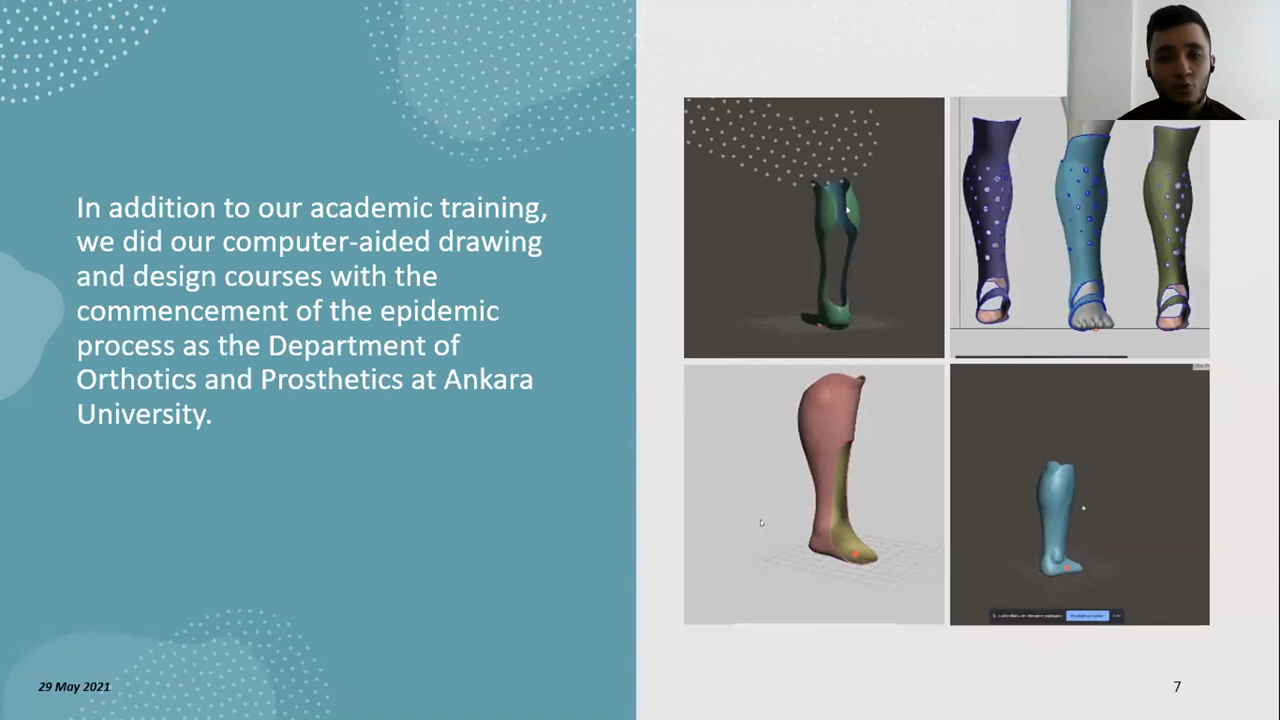 In addition to our academic training,
we did our computer-aided drawing
and design courses with the
commencement of the epidemic
process as the Department of
Orthotics and Prosthetics at Ankara
University.
29 May 2021
7